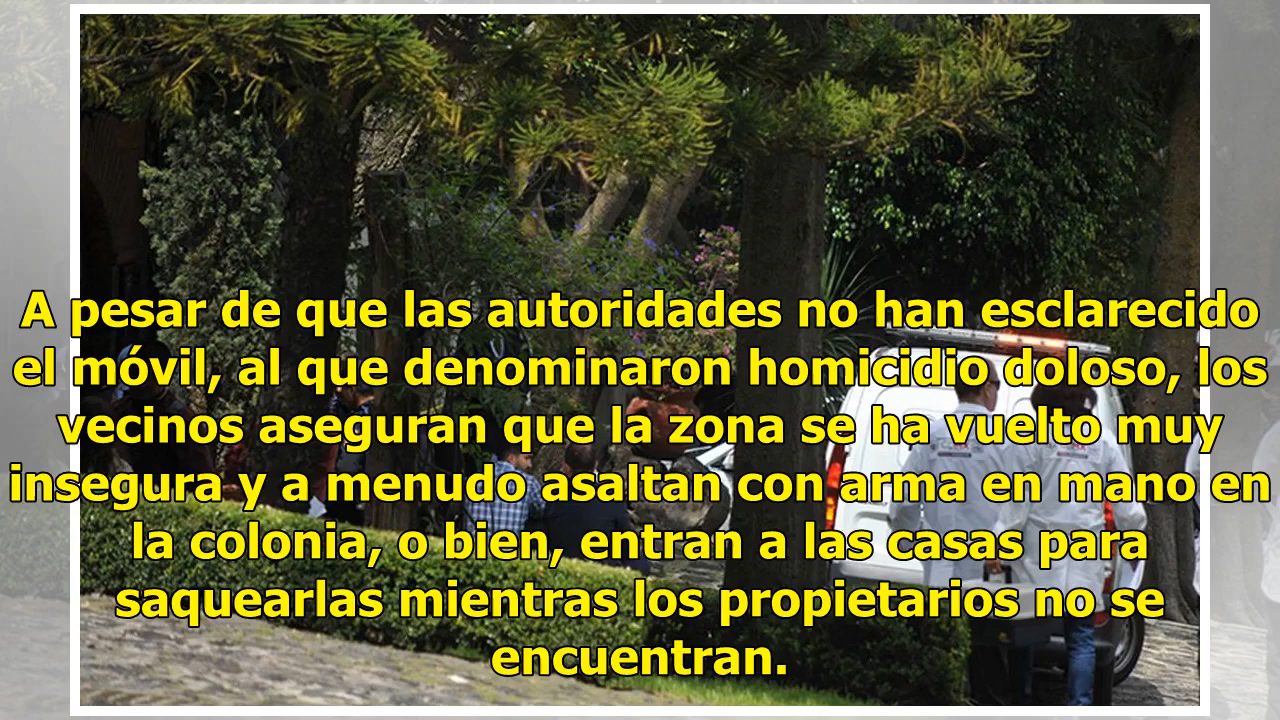 A pesar de que las autoridades no han esclarecido
el móvil, al que denominaron homicidio doloso, los
vecinos aseguran que la zona se ha vuelto muy
insegura y a menudo asaltan con arma en mano en
la colonia, o bien, entran a las casas para
saquearlas mientras los propietarios no se
encuentran.